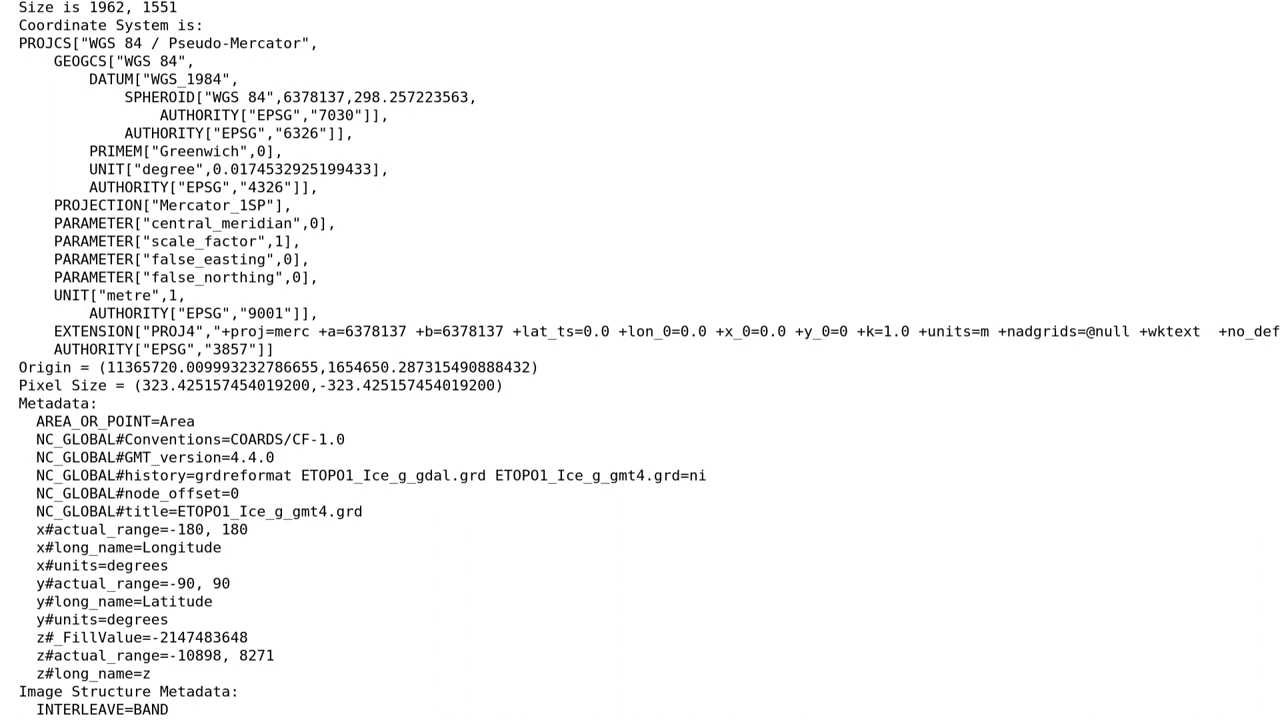 Size is 1962, 1551
Coordinate System is:
PROJCS["WGS 84 / Pseudo-Mercator",
    GEOGCS["WGS 84",
        DATUM["WGS_1984",
            SPHEROID["WGS 84",6378137,298.257223563,
                AUTHORITY["EPSG","7030"]],
            AUTHORITY["EPSG","6326"]],
        PRIMEM["Greenwich",0],
        UNIT["degree",0.0174532925199433],
        AUTHORITY["EPSG","4326"]],
    PROJECTION["Mercator_1SP"],
    PARAMETER["central_meridian",0],
    PARAMETER["scale_factor",1],
    PARAMETER["false_easting",0],
    PARAMETER["false_northing",0],
    UNIT["metre",1,
        AUTHORITY["EPSG","9001"]],
    EXTENSION["PROJ4","+proj=merc +a=6378137 +b=6378137 +lat_ts=0.0 +lon_0=0.0 +x_0=0.0 +y_0=0 +k=1.0 +units=m +nadgrids=@null +wktext  +no_def
    AUTHORITY["EPSG","3857"]]
Origin = (11365720.009993232786655,1654650.287315490888432)
Pixel Size = (323.425157454019200,-323.425157454019200)
Metadata:
  AREA_OR_POINT=Area
  NC_GLOBAL#Conventions=COARDS/CF-1.0
  NC_GLOBAL#GMT_version=4.4.0
  NC_GLOBAL#history=grdreformat ETOPO1_Ice_g_gdal.grd ETOPO1_Ice_g_gmt4.grd=ni
  NC_GLOBAL#node_offset=0
  NC_GLOBAL#title=ETOPO1_Ice_g_gmt4.grd
  x#actual_range=-180, 180
  x#long_name=Longitude
  x#units=degrees
  y#actual_range=-90, 90
  y#long_name=Latitude
  y#units=degrees
  z#_FillValue=-2147483648
  z#actual_range=-10898, 8271
  z#long_name=z
Image Structure Metadata:
  INTERLEAVE=BAND